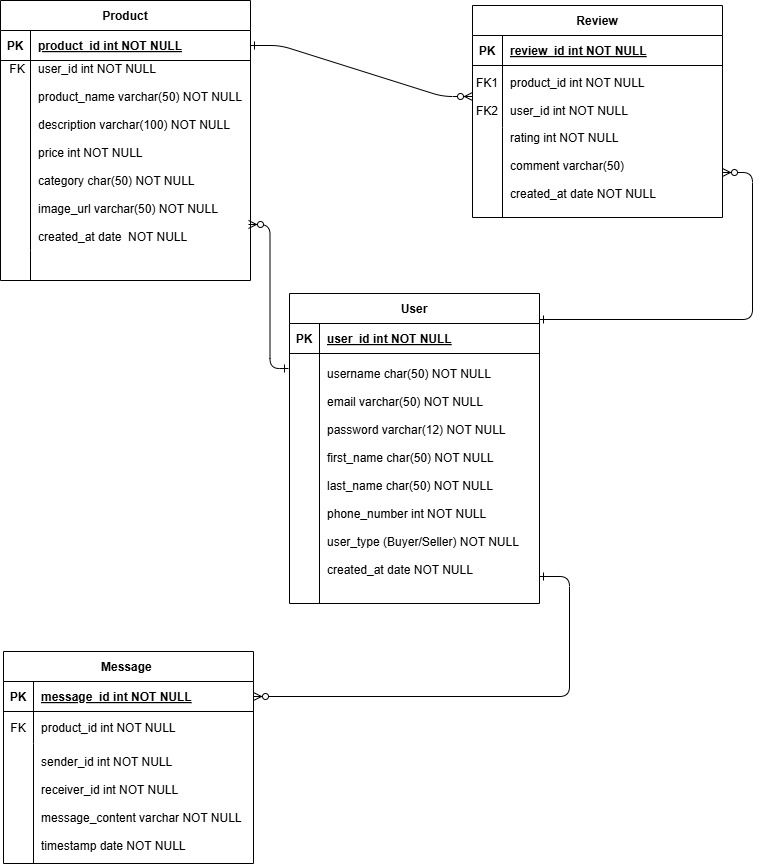 Product
PK product_id int NOT NULL
FK user_id int NOT NULL
product_name varchar(50) NOT NULL
description varchar(100) NOT NULL
price int NOT NULL
category char(50) NOT NULL
image_url varchar(50) NOT NULL
created_at date  NOT NULL
Review
PK review_id int NOT NULL
FK1 product_id int NOT NULL
FK2 user_id int NOT NULL
rating int NOT NULL
comment varchar(50)
created_at date NOT NULL
User
PK user_id int NOT NULL
username char(50) NOT NULL
email varchar(50) NOT NULL
password varchar(12) NOT NULL
first_name char(50) NOT NULL
last_name char(50) NOT NULL
phone_number int NOT NULL
user_type (Buyer/Seller) NOT NULL
created_at date NOT NULL
Message
PK message_id int NOT NULL
FK product_id int NOT NULL
sender_id int NOT NULL
receiver_id int NOT NULL
message_content varchar NOT NULL
timestamp date NOT NULL